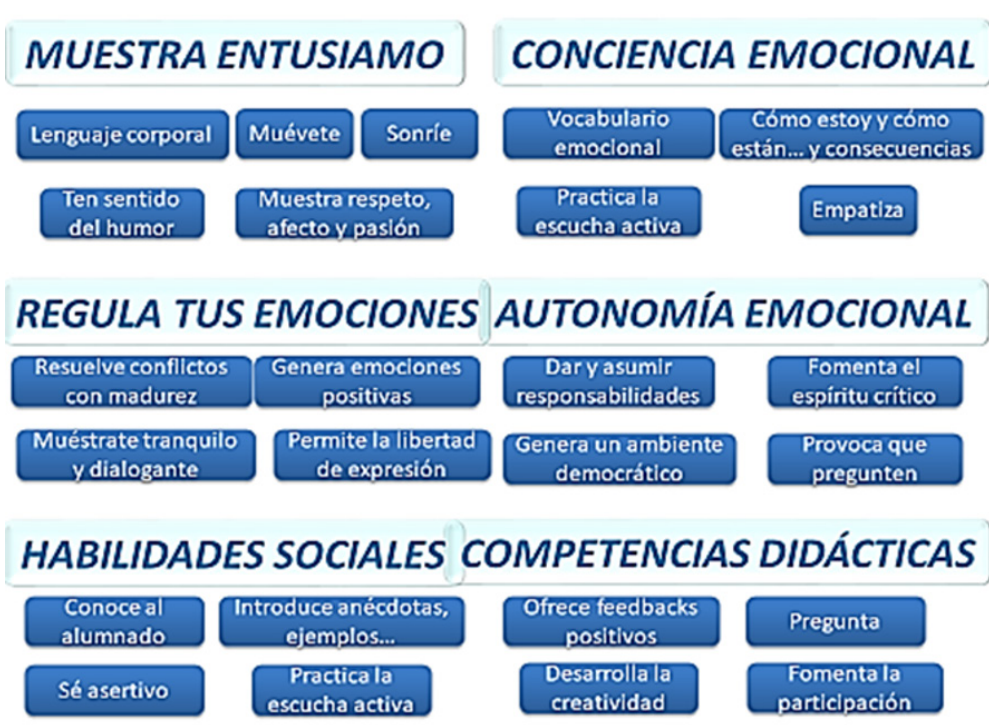 MUESTRA ENTUSIAMO
Lenguaje corporal
Muévete
Sonríe
Ten sentido
del humor
Muestra respeto,
afecto y pasión
CONCIENCIA EMOCIONAL
Vocabulario
emocional
Cómo estoy y cómo
están... y consecuencias
Practica la
escucha activa
Empatiza
REGULA TUS EMOCIONES
Resuelve conflictos
con madurez
Genera emociones
positivas
Muéstrate tranquilo
y dialogante
Permite la libertad
de expresión
AUTONOMÍA EMOCIONAL
Dar y asumir
responsabilidades
Fomenta el
espíritu crítico
Genera un ambiente
democrático
Provoca que
pregunten
HABILIDADES SOCIALES
Conoce al
alumnado
Introduce anécdotas,
ejemplos...
Sé asertivo
Practica la
escucha activa
COMPETENCIAS DIDÁCTICAS
Ofrece feedbacks
positivos
Pregunta
Desarrolla la
creatividad
Fomenta la
participación